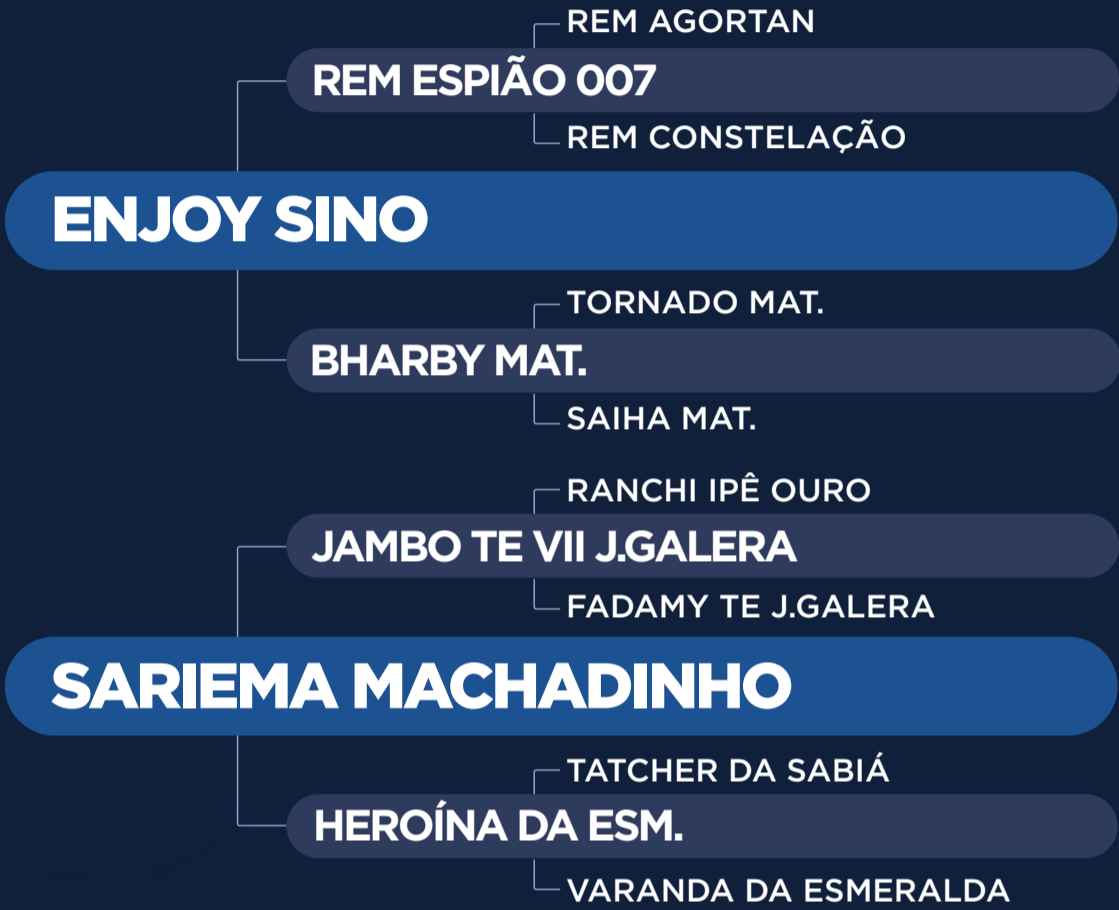 REM AGORTAN
REM ESPIÃO 007
REM CONSTELAÇÃO
ENJOY SINO
TORNADO MAT.
BHARBY MAT.
SAIHA MAT.
RANCHI IPÊ OURO
JAMBO TE VII J.GALERA
FADAMY TE J.GALERA
SARIEMA MACHADINHO
TATCHER DA SABIÁ
HEROÍNA DA ESM.
VARANDA DA ESMERALDA